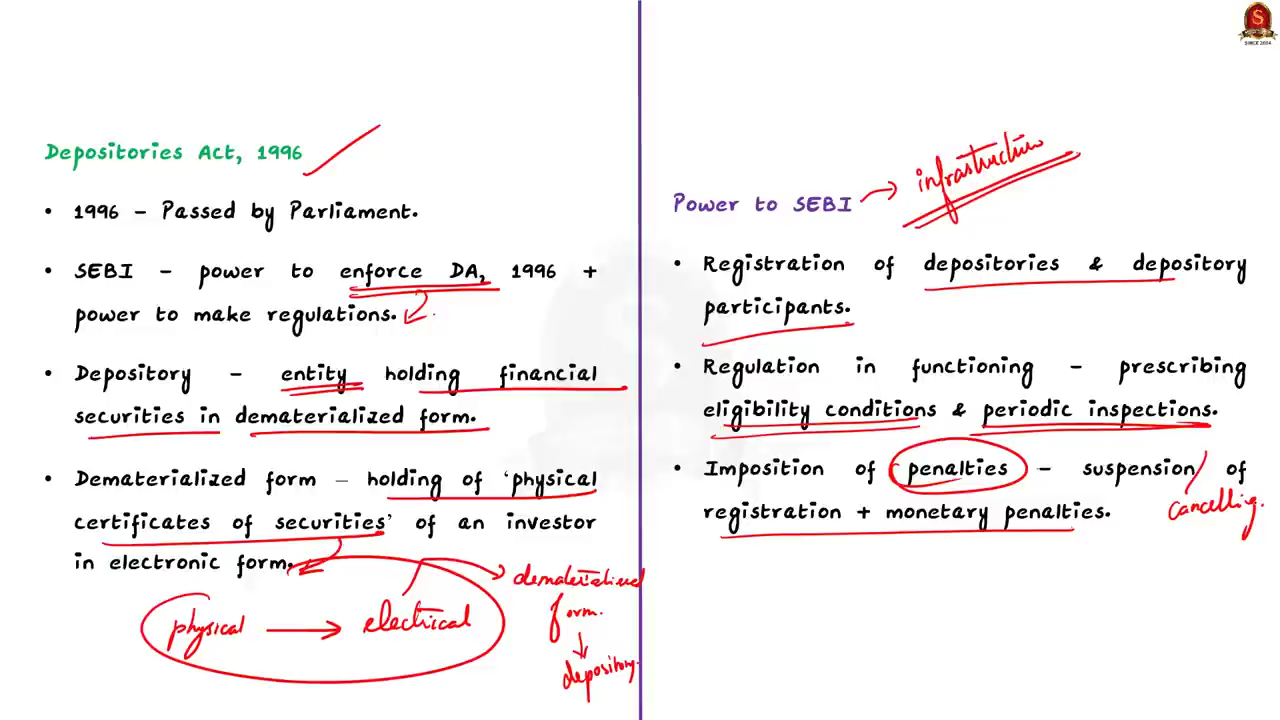 Depositories Act, 1996
• 1996 – Passed by Parliament.
• SEBI – power to enforce DA, 1996 +
power to make regulations.
• Depository – entity holding financial
securities in dematerialized form.
• Dematerialized form – holding of ‘physical
certificates of securities’ of an investor
in electronic form.
physical → electrical
dematerialized
form.
↓
depository.
Power to SEBI → infrastructure
• Registration of depositories & depository
participants.
• Regulation in functioning – prescribing
eligibility conditions & periodic inspections.
• Imposition of penalties – suspension / of
cancelling.
registration + monetary penalties.
S
SINCE 2004